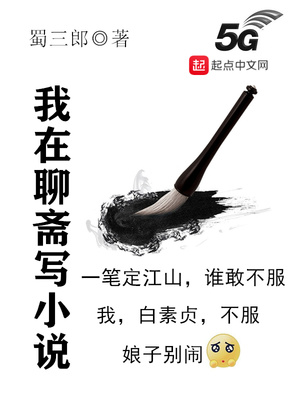 蜀三郎◎著
5G
起 起点中文网
我在聊斋写小说
一笔定江山，谁敢不服
我，白素贞，不服
娘子别闹